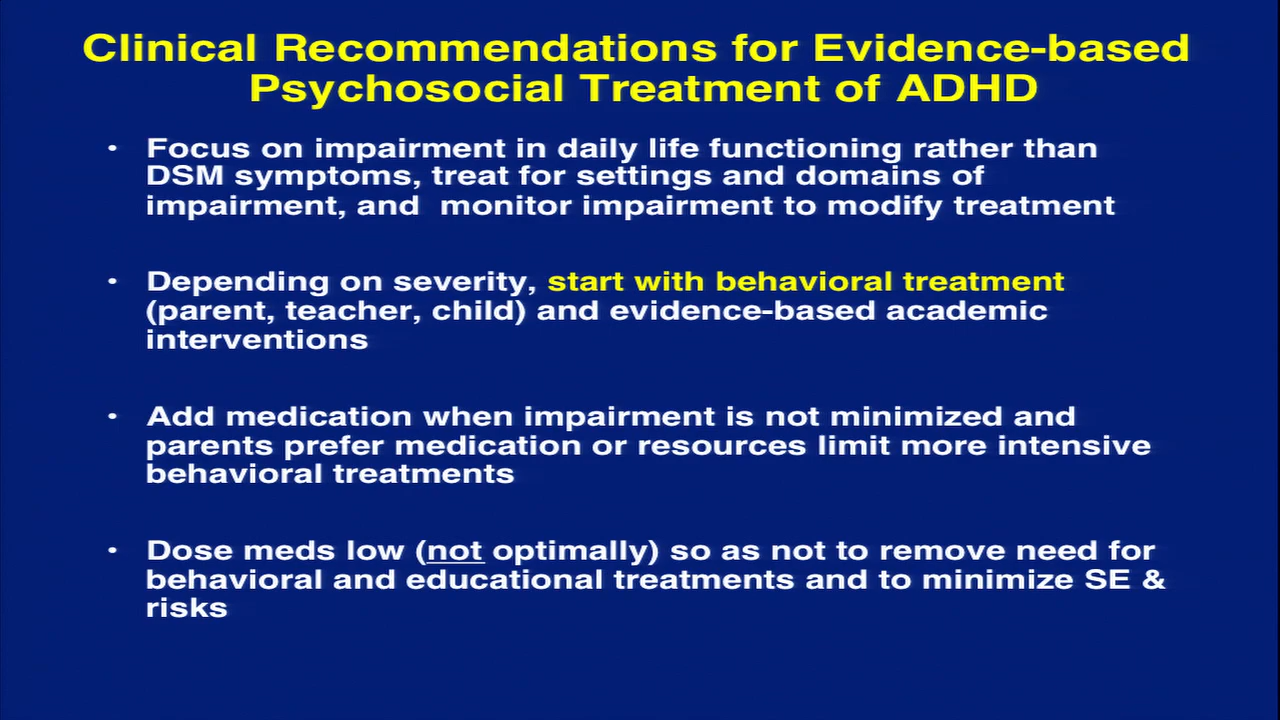 Clinical Recommendations for Evidence-based
Psychosocial Treatment of ADHD
• Focus on impairment in daily life functioning rather than
DSM symptoms, treat for settings and domains of
impairment, and  monitor impairment to modify treatment
• Depending on severity, start with behavioral treatment
(parent, teacher, child) and evidence-based academic
interventions
• Add medication when impairment is not minimized and
parents prefer medication or resources limit more intensive
behavioral treatments
• Dose meds low (not optimally) so as not to remove need for
behavioral and educational treatments and to minimize SE &
risks